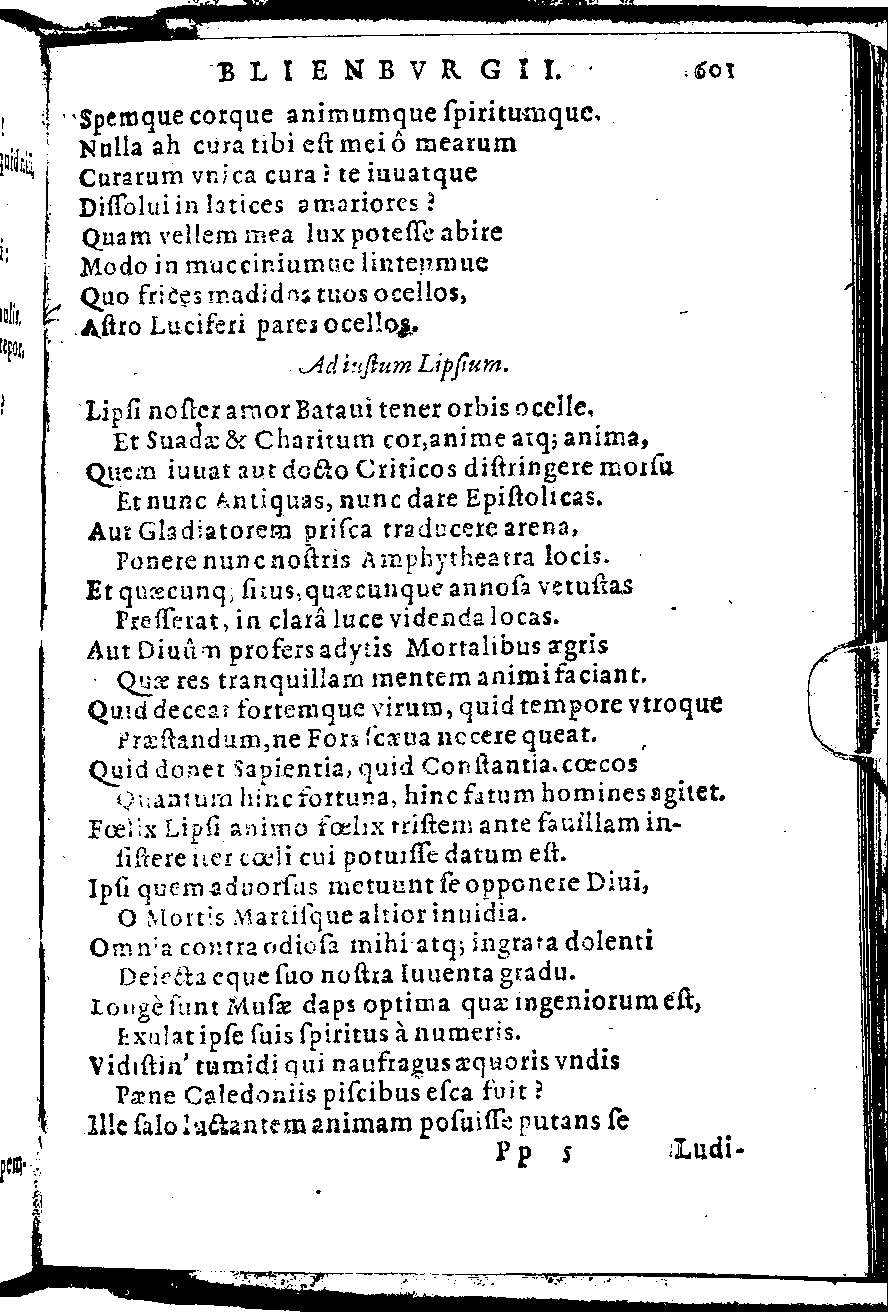 BLIENBVRGII. 601
Spemque corque animumque ſpiritumque.
Nulla ah cura tibi eſt mei ô mearum
Curarum vnica cura? te iuuatque
Diſſolui in latices amariores?
Quam vellem mea lux poteſſe abire
Modo in mucciniumue linteumue
Quo frices madidos tuos ocellos,
Aſtro Luciferi pares ocellos.
Ad iuſtum Lipſium.
Lipſi noſter amor Bataui tener orbis ocelle,
Et Suadæ & Charitum cor, anime atq; anima,
Quem iuuat aut docto Criticos diſtringere morſu
Et nunc Antiquas, nunc dare Epiſtolicas.
Aut Gladiatorem priſca traducere arena,
Ponere nunc noſtris Amphytheatra locis.
Et quæcunq; ſitus, quæcunque annoſa vetuſtas
Preſſerat, in clarâ luce videnda locas.
Aut Diuûm profers adytis Mortalibus ægris
Quæ res tranquillam mentem animi faciant.
Quid deceat fortemque virum, quid tempore vtroque
Præſtandum, ne Fors ſcæua nocere queat.
Quid donet Sapientia, quid Conſtantia. cœcos
Quantum hinc fortuna, hinc fatum homines agitet.
Fœlix Lipſi animo fœlix triſtem ante fauillam in-
ſiſtere iter cœli cui potuiſſe datum eſt.
Ipſi quem aduorſus metuunt ſe opponere Diui,
O Mortis Martiſque altior inuidia.
Omnia contra odioſa mihi atq; ingrata dolenti
Deiecta eque ſuo noſtra Iuuenta gradu.
Longè ſunt Muſæ daps optima quæ ingeniorum eſt,
Exulat ipſe ſuis ſpiritus à numeris.
Vidiſtin' tumidi qui naufragus æquoris vndis
Pæne Caledoniis piſcibus eſca fuit?
Ille ſalo luctantem animam poſuiſſe putans ſe
Pp 5 Ludi-